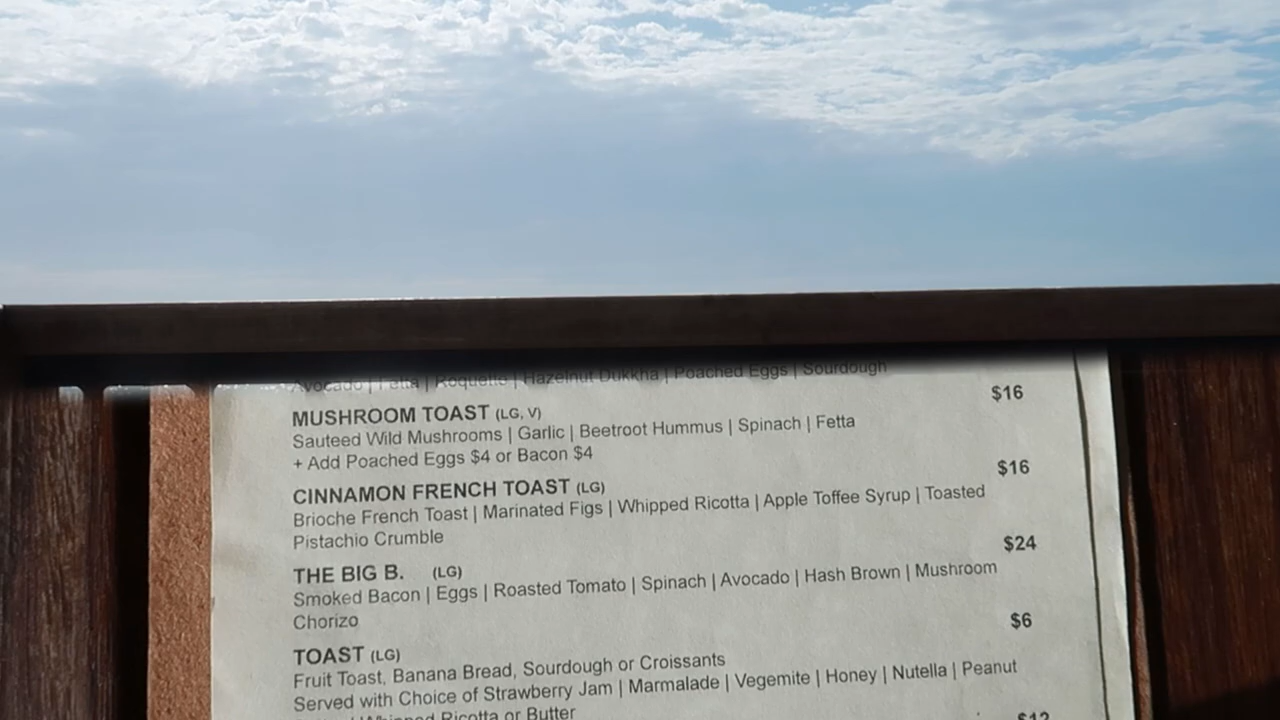 Avocado | Fetta | Roquette | Hazelnut Dukkha | Poached Eggs | Sourdough
$16
MUSHROOM TOAST (LG, V)
Sauteed Wild Mushrooms | Garlic | Beetroot Hummus | Spinach | Fetta
+ Add Poached Eggs $4 or Bacon $4
$16
CINNAMON FRENCH TOAST (LG)
Brioche French Toast | Marinated Figs | Whipped Ricotta | Apple Toffee Syrup | Toasted
Pistachio Crumble
$24
THE BIG B. (LG)
Smoked Bacon | Eggs | Roasted Tomato | Spinach | Avocado | Hash Brown | Mushroom
Chorizo
$6
TOAST (LG)
Fruit Toast, Banana Bread, Sourdough or Croissants
Served with Choice of Strawberry Jam | Marmalade | Vegemite | Honey | Nutella | Peanut
Whipped Ricotta or Butter
$12